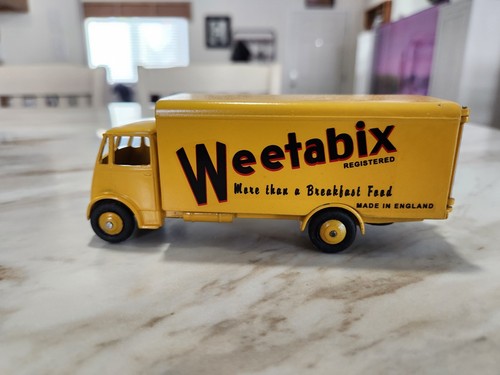 Weetabix
REGISTERED
More than a Breakfast Food
MADE IN ENGLAND